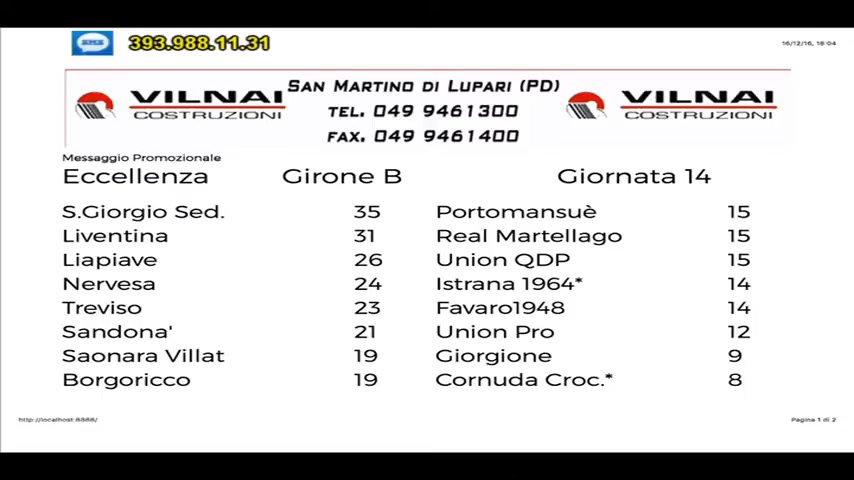 SMS 393.988.11.31
16/12/16, 18:04
VILNAI COSTRUZIONI
SAN MARTINO DI LUPARI (PD)
TEL. 049 9461300
FAX. 049 9461400
VILNAI COSTRUZIONI
Messaggio Promozionale
Eccellenza Girone B Giornata 14
S.Giorgio Sed. 35 Portomansuè 15
Liventina 31 Real Martellago 15
Liapiave 26 Union QDP 15
Nervesa 24 Istrana 1964* 14
Treviso 23 Favaro1948 14
Sandona' 21 Union Pro 12
Saonara Villat 19 Giorgione 9
Borgoricco 19 Cornuda Croc.* 8
http://localhost:8888/ Pagina 1 di 2